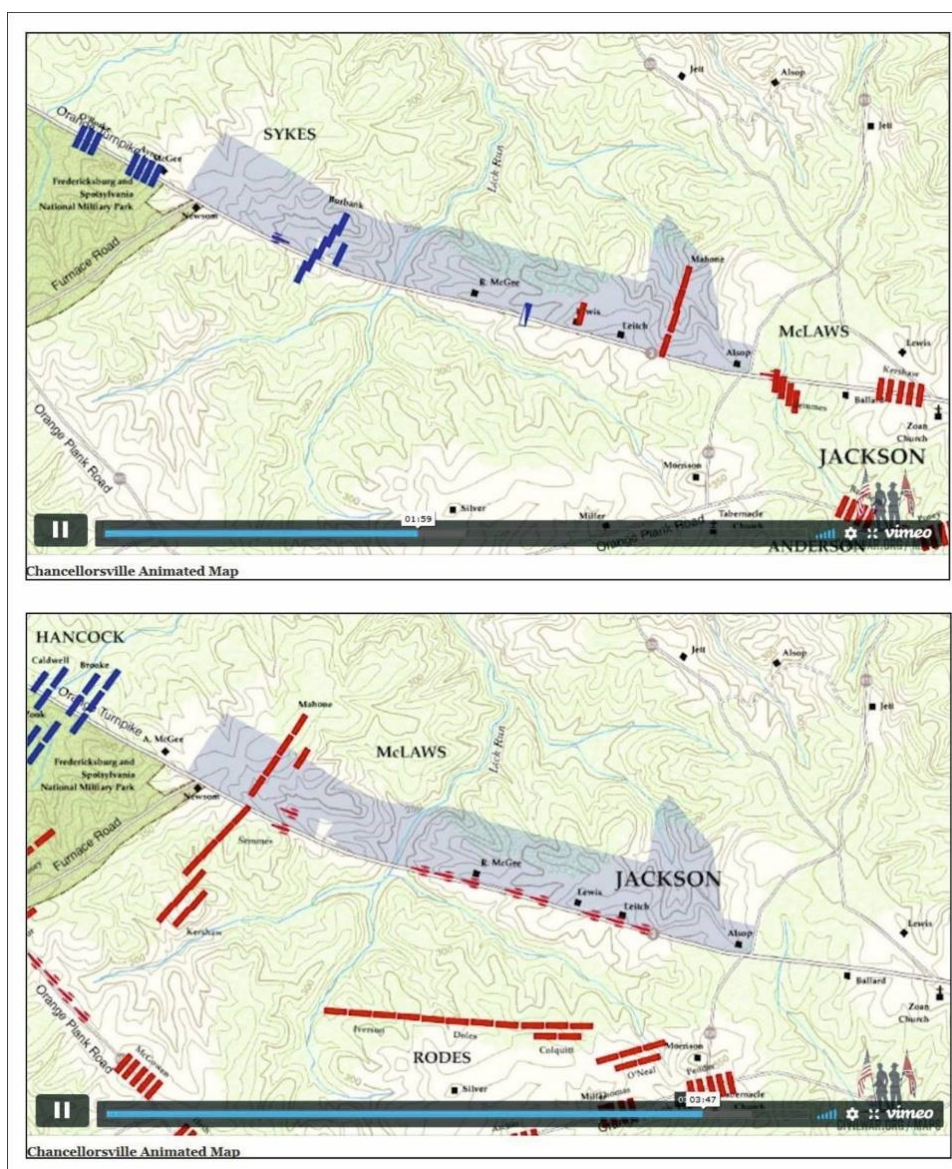 Jett
Alsop
Orange Turnpike
McGee
SYKES
Jett
Lick Run
Fredericksburg and
Spotsylvania
National Military Park
Burbank
Newsom
Furnace Road
Mahone
R. McGee
Lewis
Leitch
McLAWS
Lewis
Alsop
Kershaw
Semmes
Ballard
Zoan
Church
Orange Plank Road
Morrison
JACKSON
300
Silver
Miller
Tabernacle
Church
Orange Plank Road
01:59
vimeo
ANDERSON
Chancellorsville Animated Map
HANCOCK
Caldwell
Brooke
Jett
Alsop
Orange Turnpike
Mahone
Jett
A. McGee
McLAWS
Lick Run
Fredericksburg and
Spotsylvania
National Military Park
Newsom
Furnace Road
Semmes
R. McGee
JACKSON
Lewis
Leitch
Lewis
Kershaw
Alsop
Ballard
Zoan
Church
Orange Plank Road
Iverson
Doles
Colquitt
RODES
Morrison
O'Neal
McGowan
Pender
Silver
03:47
vimeo
Chancellorsville Animated Map